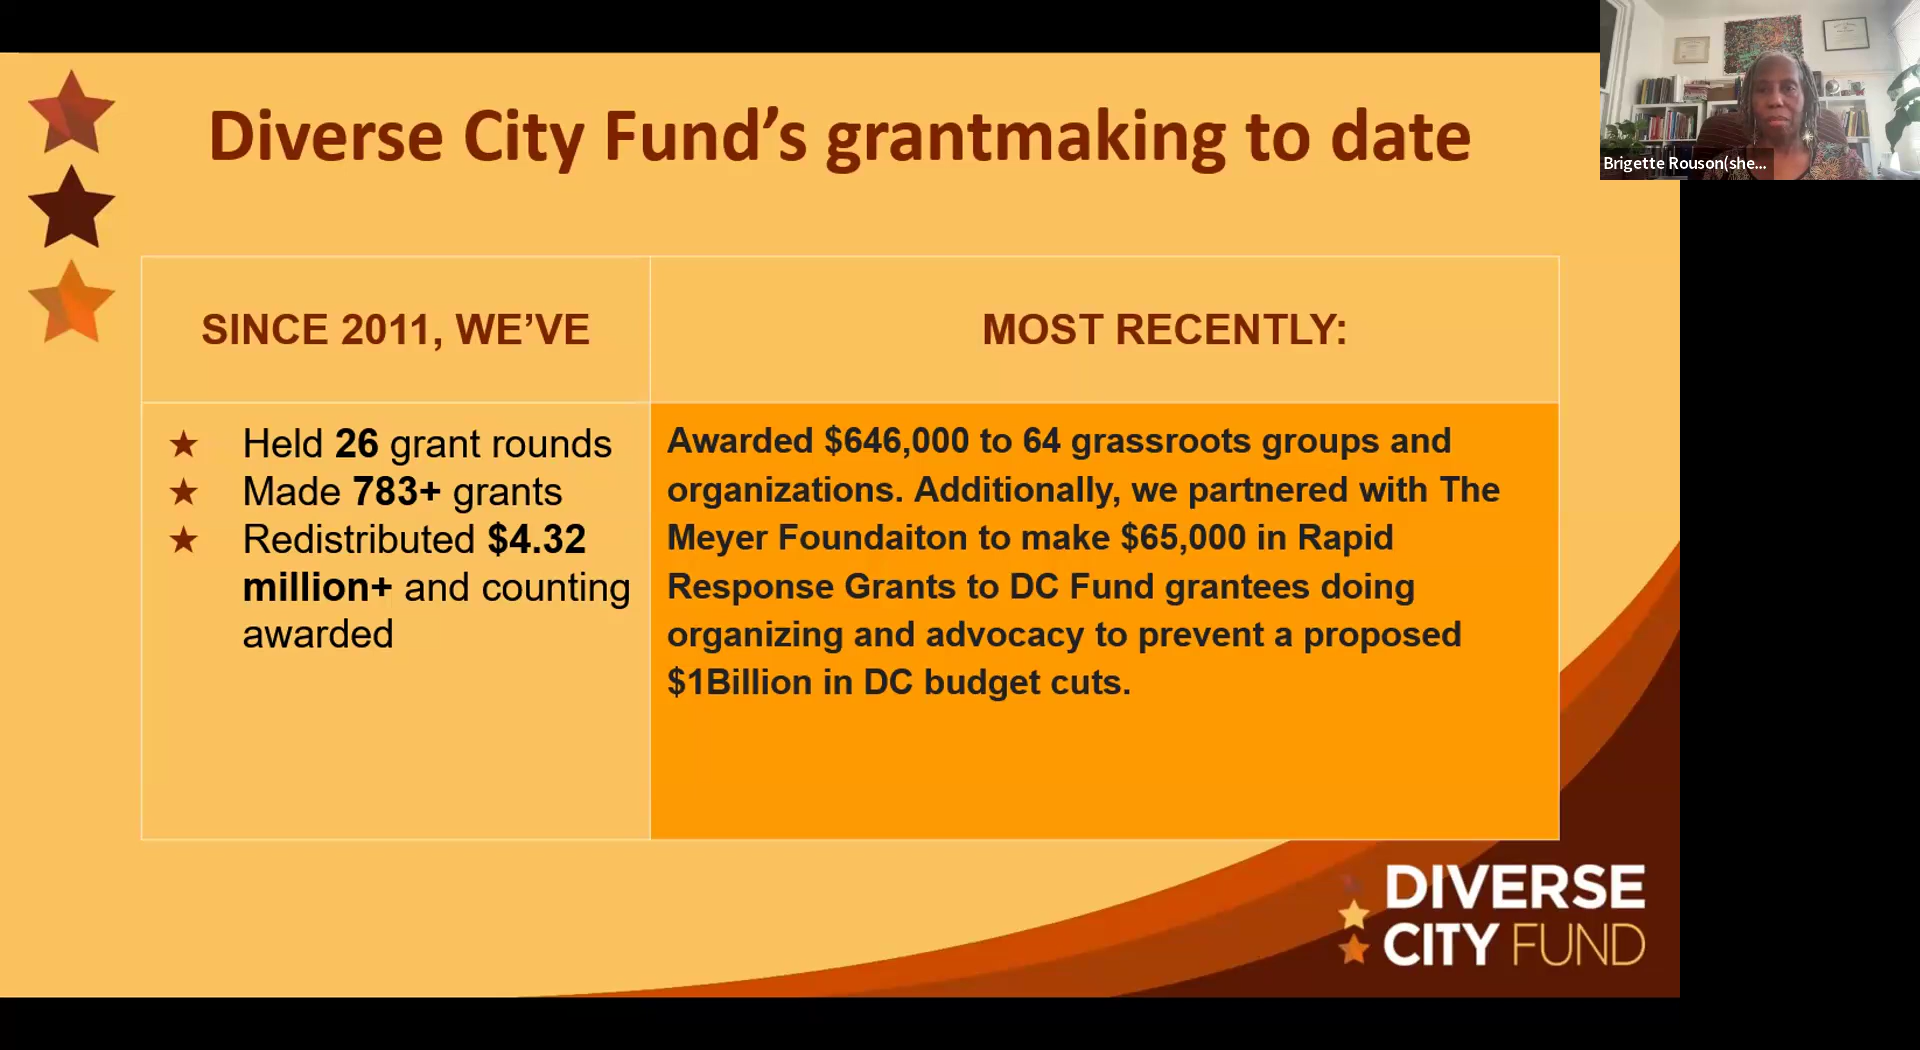 Diverse City Fund’s grantmaking to date
Brigette Rouson(she...
SINCE 2011, WE’VE
MOST RECENTLY:
★ Held 26 grant rounds
★ Made 783+ grants
★ Redistributed $4.32
million+ and counting
awarded
Awarded $646,000 to 64 grassroots groups and
organizations. Additionally, we partnered with The
Meyer Foundaiton to make $65,000 in Rapid
Response Grants to DC Fund grantees doing
organizing and advocacy to prevent a proposed
$1Billion in DC budget cuts.
DIVERSE
CITY FUND